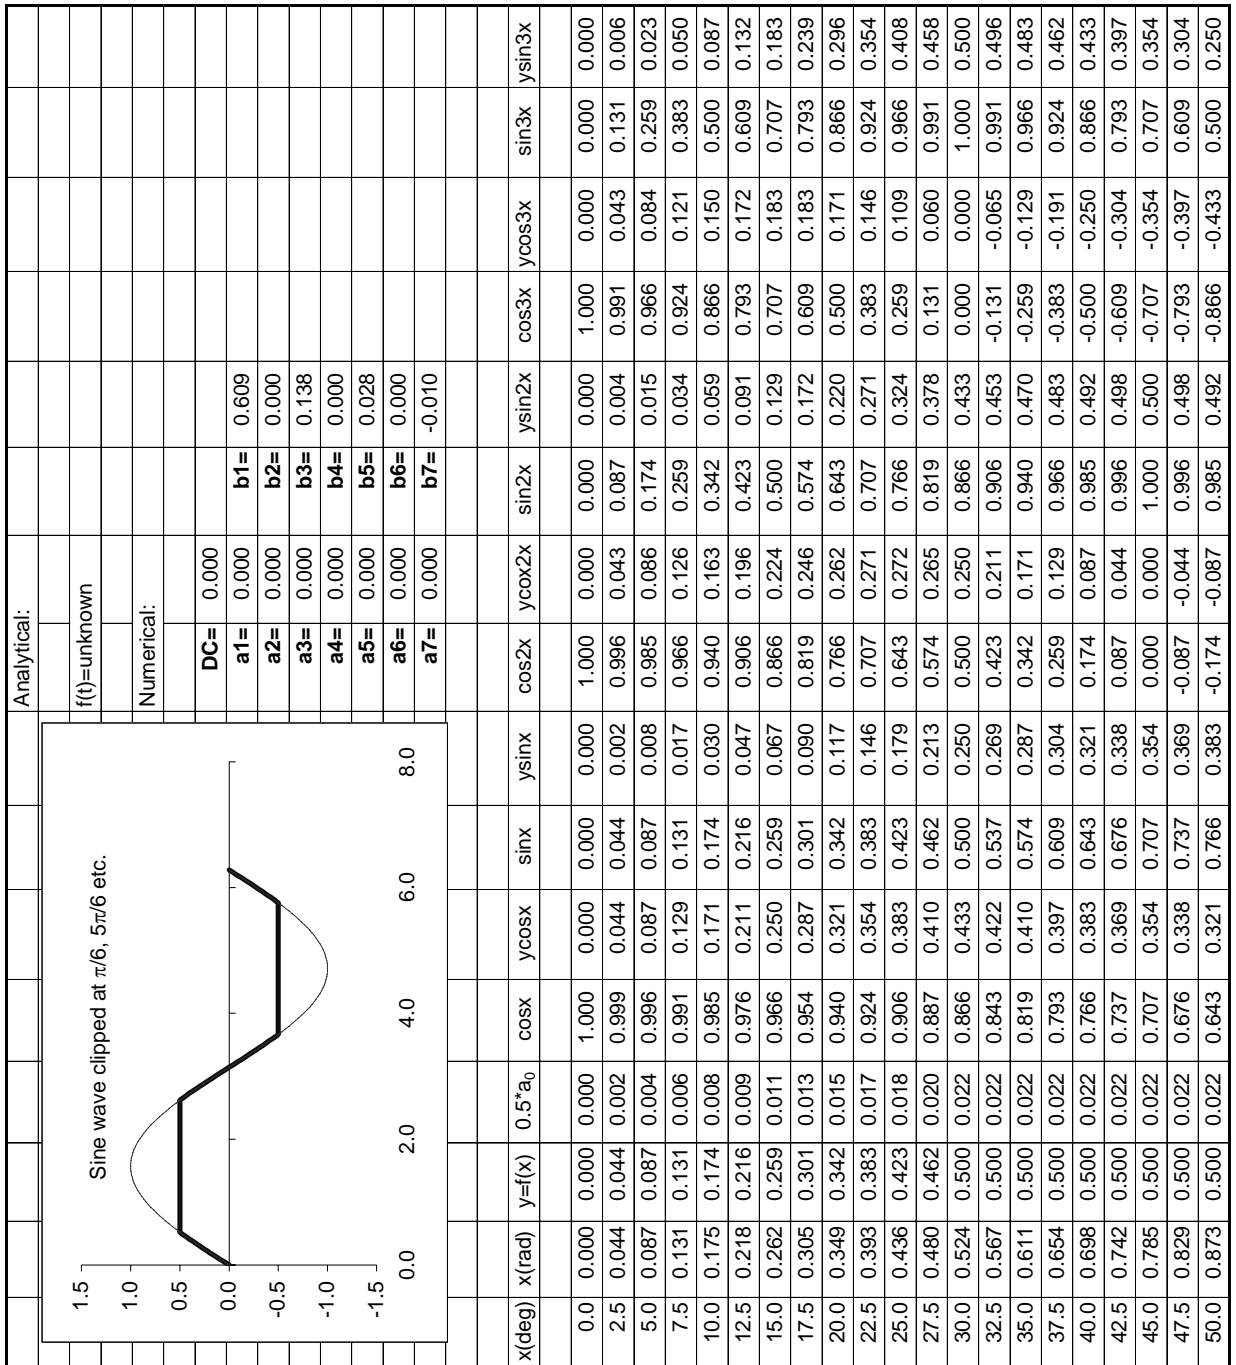 Analytical:
f(t)=unknown
Numerical:
DC= 0.000
a1= 0.000 b1= 0.609
a2= 0.000 b2= 0.000
a3= 0.000 b3= 0.138
a4= 0.000 b4= 0.000
a5= 0.000 b5= 0.028
a6= 0.000 b6= 0.000
a7= 0.000 b7= -0.010
Sine wave clipped at π/6, 5π/6 etc.
1.5
1.0
0.5
0.0
-0.5
-1.0
-1.5
0.0 2.0 4.0 6.0 8.0
x(deg) x(rad) y=f(x) 0.5*a₀ cosx ycosx sinx ysinx cos2x ycox2x sin2x ysin2x cos3x ycos3x sin3x ysin3x
0.0 0.000 0.000 0.000 1.000 0.000 0.000 0.000 1.000 0.000 0.000 0.000 1.000 0.000 0.000 0.000
2.5 0.044 0.044 0.002 0.999 0.044 0.044 0.002 0.996 0.043 0.087 0.004 0.991 0.043 0.131 0.006
5.0 0.087 0.087 0.004 0.996 0.087 0.087 0.008 0.985 0.086 0.174 0.015 0.966 0.084 0.259 0.023
7.5 0.131 0.131 0.006 0.991 0.129 0.131 0.017 0.966 0.126 0.259 0.034 0.924 0.121 0.383 0.050
10.0 0.175 0.174 0.008 0.985 0.171 0.174 0.030 0.940 0.163 0.342 0.059 0.866 0.150 0.500 0.087
12.5 0.218 0.216 0.009 0.976 0.211 0.216 0.047 0.906 0.196 0.423 0.091 0.793 0.172 0.609 0.132
15.0 0.262 0.259 0.011 0.966 0.250 0.259 0.067 0.866 0.224 0.500 0.129 0.707 0.183 0.707 0.183
17.5 0.305 0.301 0.013 0.954 0.287 0.301 0.090 0.819 0.246 0.574 0.172 0.609 0.183 0.793 0.239
20.0 0.349 0.342 0.015 0.940 0.321 0.342 0.117 0.766 0.262 0.643 0.220 0.500 0.171 0.866 0.296
22.5 0.393 0.383 0.017 0.924 0.354 0.383 0.146 0.707 0.271 0.707 0.271 0.383 0.146 0.924 0.354
25.0 0.436 0.423 0.018 0.906 0.383 0.423 0.179 0.643 0.272 0.766 0.324 0.259 0.109 0.966 0.408
27.5 0.480 0.462 0.020 0.887 0.410 0.462 0.213 0.574 0.265 0.819 0.378 0.131 0.060 0.991 0.458
30.0 0.524 0.500 0.022 0.866 0.433 0.500 0.250 0.500 0.250 0.866 0.433 0.000 0.000 1.000 0.500
32.5 0.567 0.500 0.022 0.843 0.422 0.537 0.269 0.423 0.211 0.906 0.453 -0.131 -0.065 0.991 0.496
35.0 0.611 0.500 0.022 0.819 0.410 0.574 0.287 0.342 0.171 0.940 0.470 -0.259 -0.129 0.966 0.483
37.5 0.654 0.500 0.022 0.793 0.397 0.609 0.304 0.259 0.129 0.966 0.483 -0.383 -0.191 0.924 0.462
40.0 0.698 0.500 0.022 0.766 0.383 0.643 0.321 0.174 0.087 0.985 0.492 -0.500 -0.250 0.866 0.433
42.5 0.742 0.500 0.022 0.737 0.369 0.676 0.338 0.087 0.044 0.996 0.498 -0.609 -0.304 0.793 0.397
45.0 0.785 0.500 0.022 0.707 0.354 0.707 0.354 0.000 0.000 1.000 0.500 -0.707 -0.354 0.707 0.354
47.5 0.829 0.500 0.022 0.676 0.338 0.737 0.369 -0.087 -0.044 0.996 0.498 -0.793 -0.397 0.609 0.304
50.0 0.873 0.500 0.022 0.643 0.321 0.766 0.383 -0.174 -0.087 0.985 0.492 -0.866 -0.433 0.500 0.250